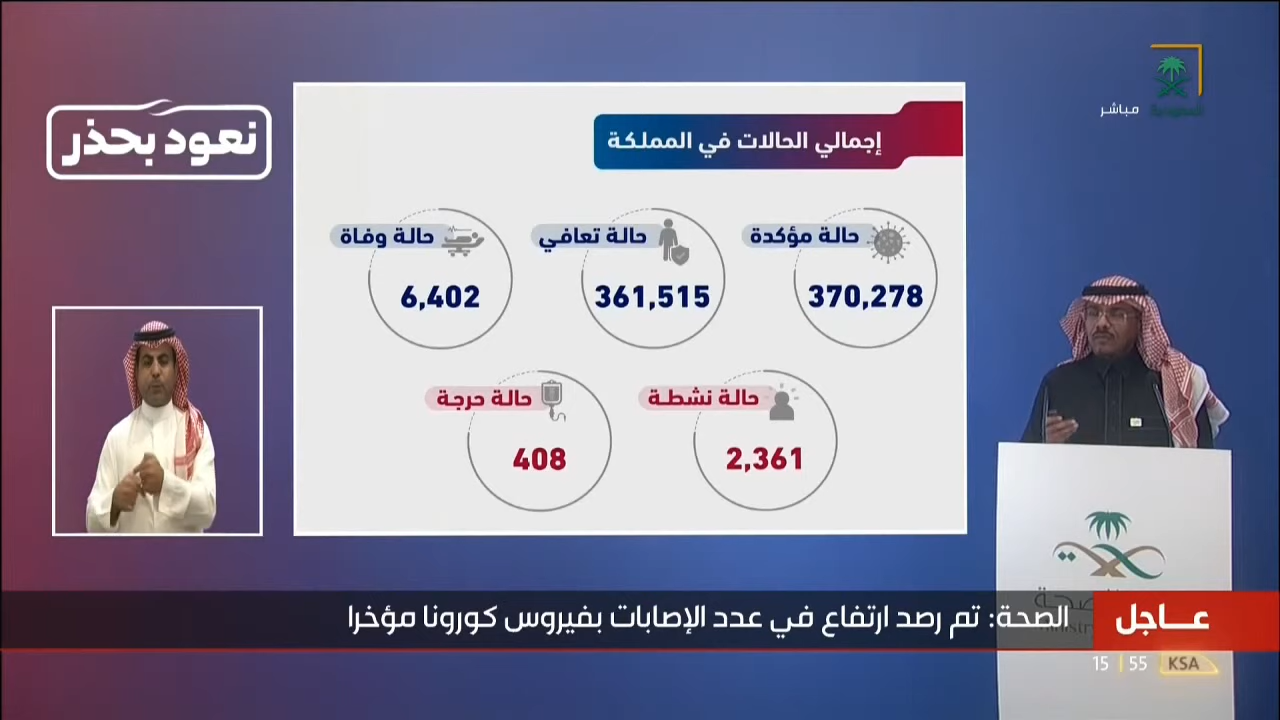 نعود بحذر
السعودية
مباشر
إجمالي الحالات في المملكة
حالة مؤكدة
370,278
حالة تعافي
361,515
حالة وفاة
6,402
حالة نشطة
2,361
حالة حرجة
408
عـاجل
الصحة: تم رصد ارتفاع في عدد الإصابات بفيروس كورونا مؤخرا
15 55 KSA